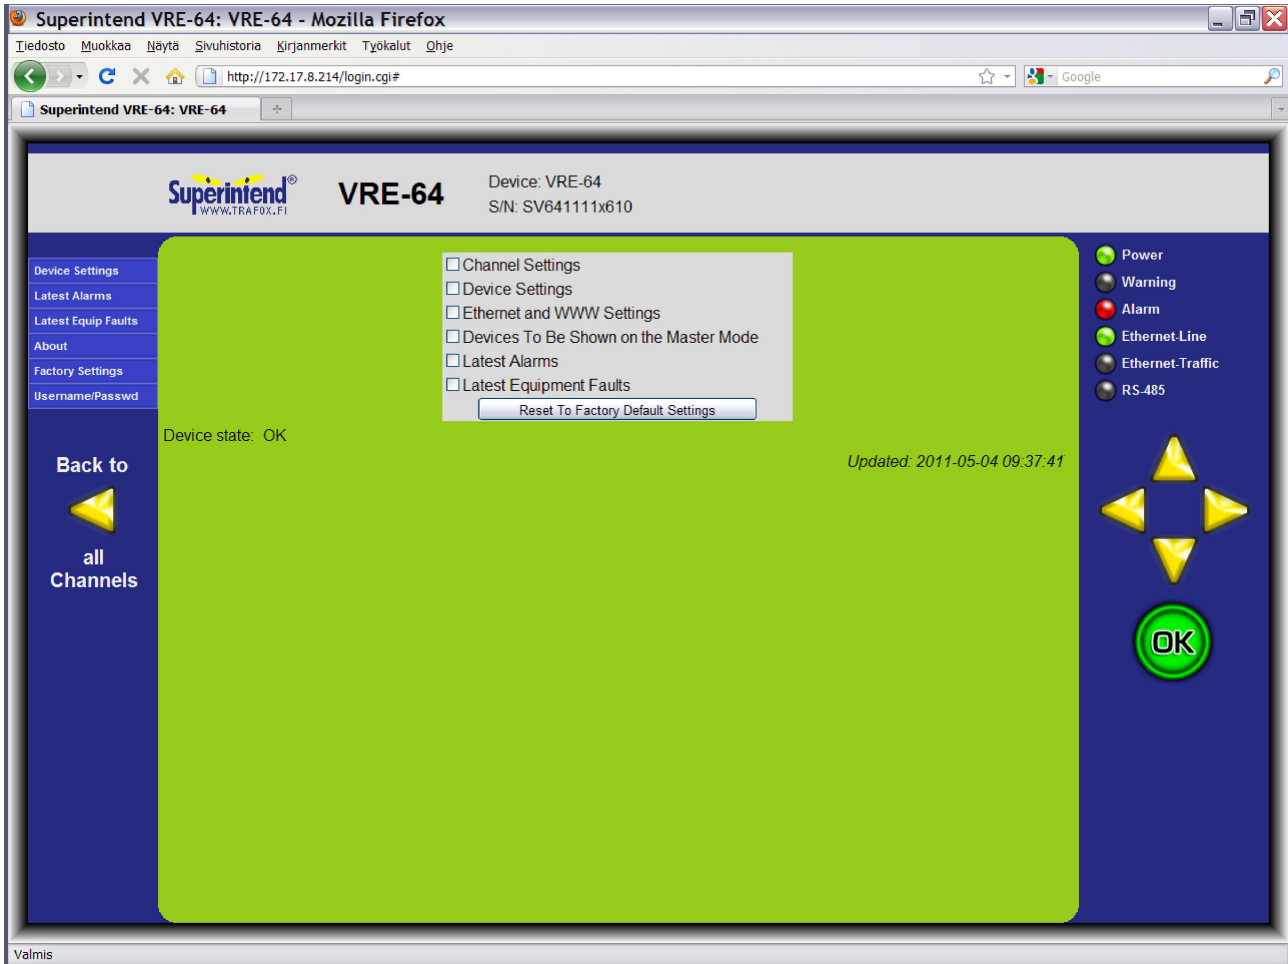 Superintend VRE-64: VRE-64 - Mozilla Firefox
Tiedosto Muokkaa Näytä Sivuhistoria Kirjanmerkit Työkalut Ohje
http://172.17.8.214/login.cgi#
Google
Superintend VRE-64: VRE-64
Superintend®
WWW.TRAFOX.FI
VRE-64
Device: VRE-64
S/N: SV641111x610
Device Settings
Latest Alarms
Latest Equip Faults
About
Factory Settings
Username/Passwd
Back to
all
Channels
Channel Settings
Device Settings
Ethernet and WWW Settings
Devices To Be Shown on the Master Mode
Latest Alarms
Latest Equipment Faults
Reset To Factory Default Settings
Device state: OK
Updated: 2011-05-04 09:37:41
Power
Warning
Alarm
Ethernet-Line
Ethernet-Traffic
RS-485
OK
Valmis